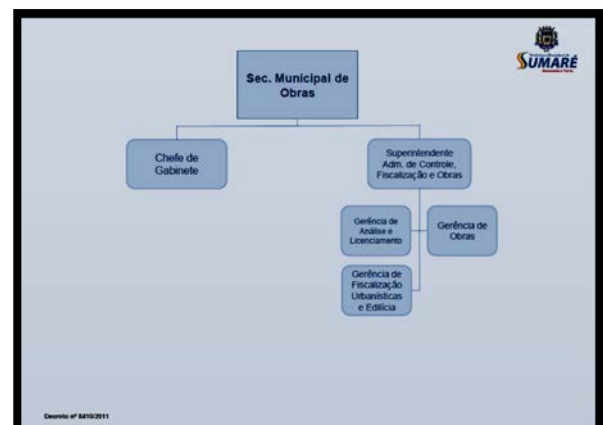 SUMARÉ
Sec. Municipal de
Obras
Chefe de
Gabinete
Superintendente
Adm. de Controle,
Fiscalização e Obras
Gerência de
Análise e
Licenciamento
Gerência de
Obras
Gerência de
Fiscalização
Urbanísticas
e Edilícia
Decreto nº 8410/2011